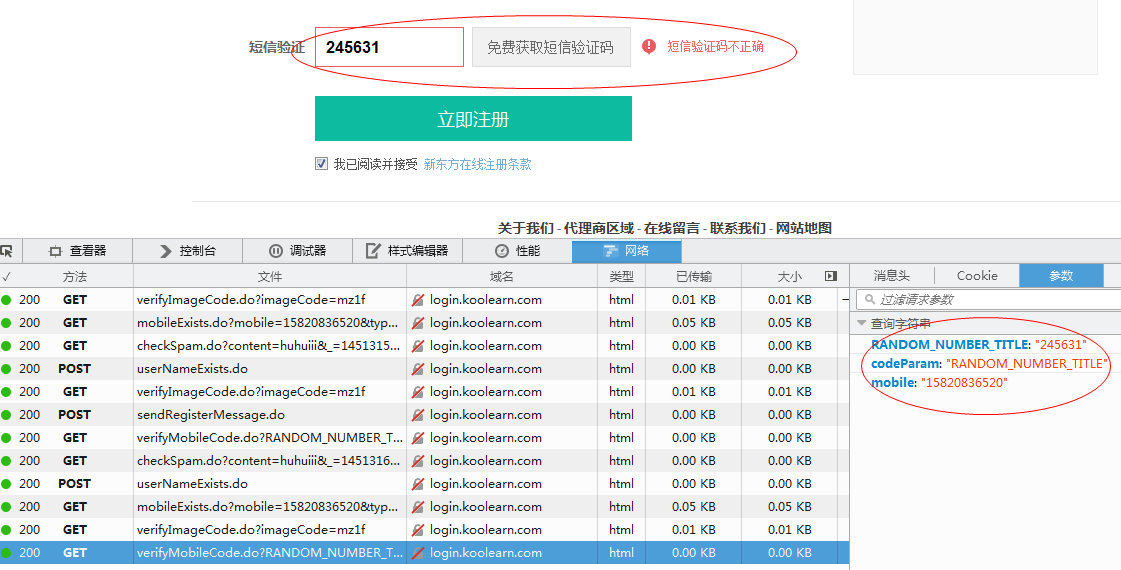 短信验证 245631 免费获取短信验证码 短信验证码不正确
立即注册
我已阅读并接受 新东方在线注册条款
关于我们 - 代理商区域 - 在线留言 - 联系我们 - 网站地图
查看器 控制台 调试器 样式编辑器 性能 网络
✓ 方法 文件 域名 类型 已传输 大小
200 GET verifyImageCode.do?imageCode=mz1f login.koolearn.com html 0.01 KB 0.01 KB
200 GET mobileExists.do?mobile=15820836520&typ... login.koolearn.com html 0.05 KB 0.05 KB
200 GET checkSpam.do?content=huhuiii&_=1451315... login.koolearn.com html 0.00 KB 0.00 KB
200 POST userNameExists.do login.koolearn.com html 0.00 KB 0.00 KB
200 GET verifyImageCode.do?imageCode=mz1f login.koolearn.com html 0.01 KB 0.01 KB
200 POST sendRegisterMessage.do login.koolearn.com html 0.00 KB 0.00 KB
200 GET verifyMobileCode.do?RANDOM_NUMBER_T... login.koolearn.com html 0.00 KB 0.00 KB
200 GET checkSpam.do?content=huhuiii&_=1451316... login.koolearn.com html 0.00 KB 0.00 KB
200 POST userNameExists.do login.koolearn.com html 0.00 KB 0.00 KB
200 GET mobileExists.do?mobile=15820836520&typ... login.koolearn.com html 0.05 KB 0.05 KB
200 GET verifyImageCode.do?imageCode=mz1f login.koolearn.com html 0.01 KB 0.01 KB
200 GET verifyMobileCode.do?RANDOM_NUMBER_T... login.koolearn.com html 0.00 KB 0.00 KB
消息头 Cookie 参数
过滤请求参数
查询字符串
RANDOM_NUMBER_TITLE: "245631"
codeParam: "RANDOM_NUMBER_TITLE"
mobile: "15820836520"